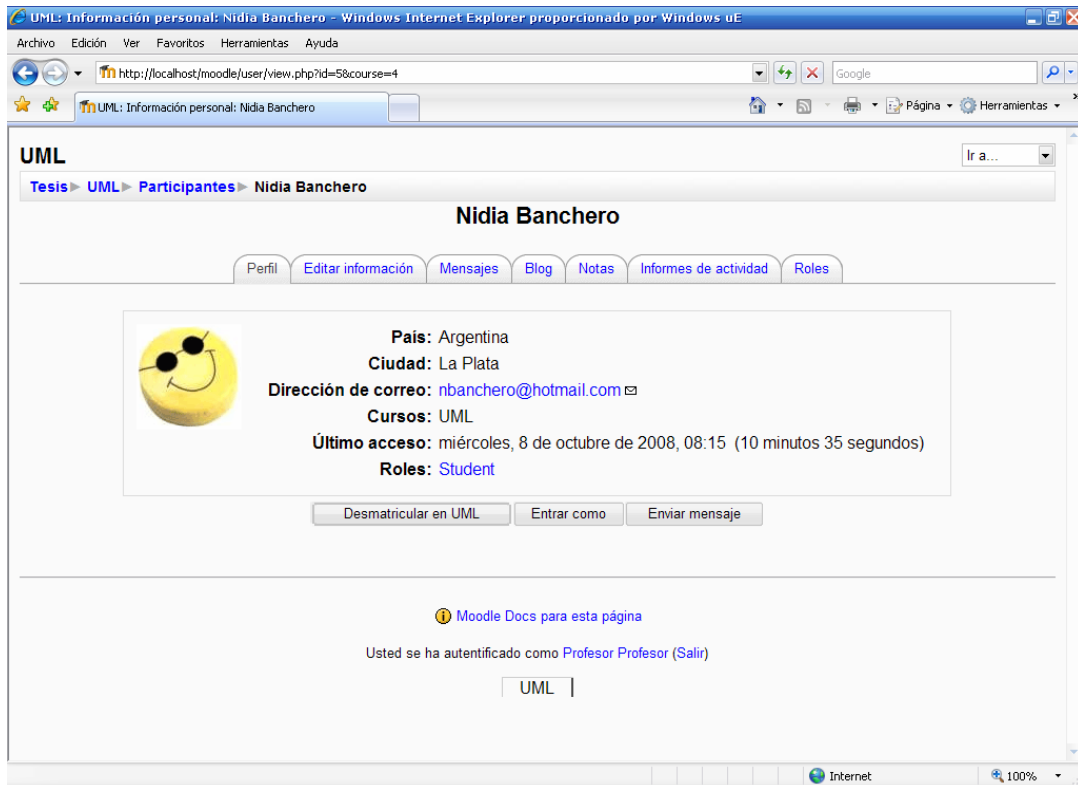 UML: Información personal: Nidia Banchero - Windows Internet Explorer proporcionado por Windows uE
Archivo Edición Ver Favoritos Herramientas Ayuda
http://localhost/moodle/user/view.php?id=5&course=4 Google
UML: Información personal: Nidia Banchero Página Herramientas
UML Ir a...
Tesis UML Participantes Nidia Banchero
Nidia Banchero
Perfil Editar información Mensajes Blog Notas Informes de actividad Roles
País: Argentina
Ciudad: La Plata
Dirección de correo: nbanchero@hotmail.com
Cursos: UML
Último acceso: miércoles, 8 de octubre de 2008, 08:15 (10 minutos 35 segundos)
Roles: Student
Desmatricular en UML Entrar como Enviar mensaje
Moodle Docs para esta página
Usted se ha autentificado como Profesor Profesor (Salir)
UML
Internet 100%